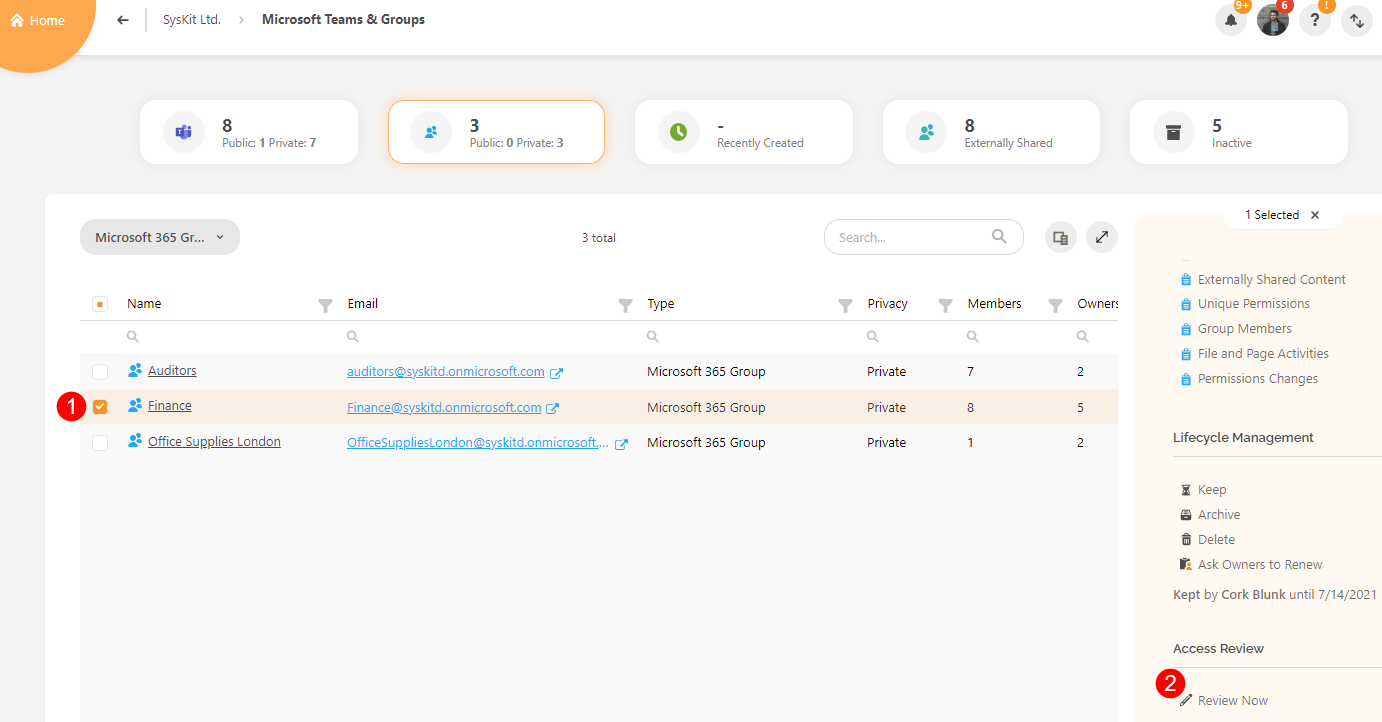 Home
SysKit Ltd. > Microsoft Teams & Groups
9+ 6 ? !
8
Public: 1 Private: 7
3
Public: 0 Private: 3
-
Recently Created
8
Externally Shared
5
Inactive
Microsoft 365 Gr...
3 total
Search...
1 Selected ×
Name Email Type Privacy Members Owners
Auditors auditors@syskitd.onmicrosoft.com Microsoft 365 Group Private 7 2
1 Finance Finance@syskitd.onmicrosoft.com Microsoft 365 Group Private 8 5
Office Supplies London OfficeSuppliesLondon@syskitd.onmicrosoft.... Microsoft 365 Group Private 1 2
Externally Shared Content
Unique Permissions
Group Members
File and Page Activities
Permissions Changes
Lifecycle Management
Keep
Archive
Delete
Ask Owners to Renew
Kept by Cork Blunk until 7/14/2021
Access Review
2 Review Now